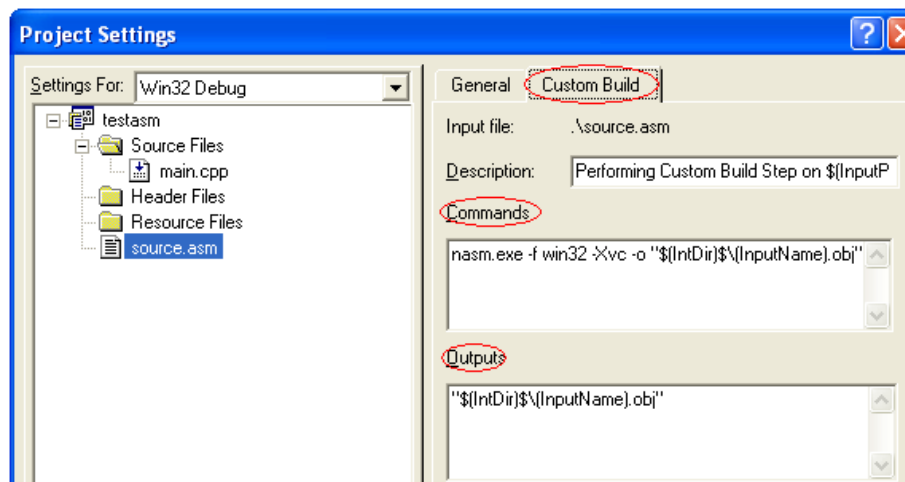 Project Settings
Settings For: Win32 Debug
testasm
Source Files
main.cpp
Header Files
Resource Files
source.asm
General Custom Build
Input file: .\source.asm
Description: Performing Custom Build Step on $(InputP
Commands
nasm.exe -f win32 -Xvc -o "$(IntDir)$\(InputName).obj"
Outputs
"$(IntDir)$\(InputName).obj"